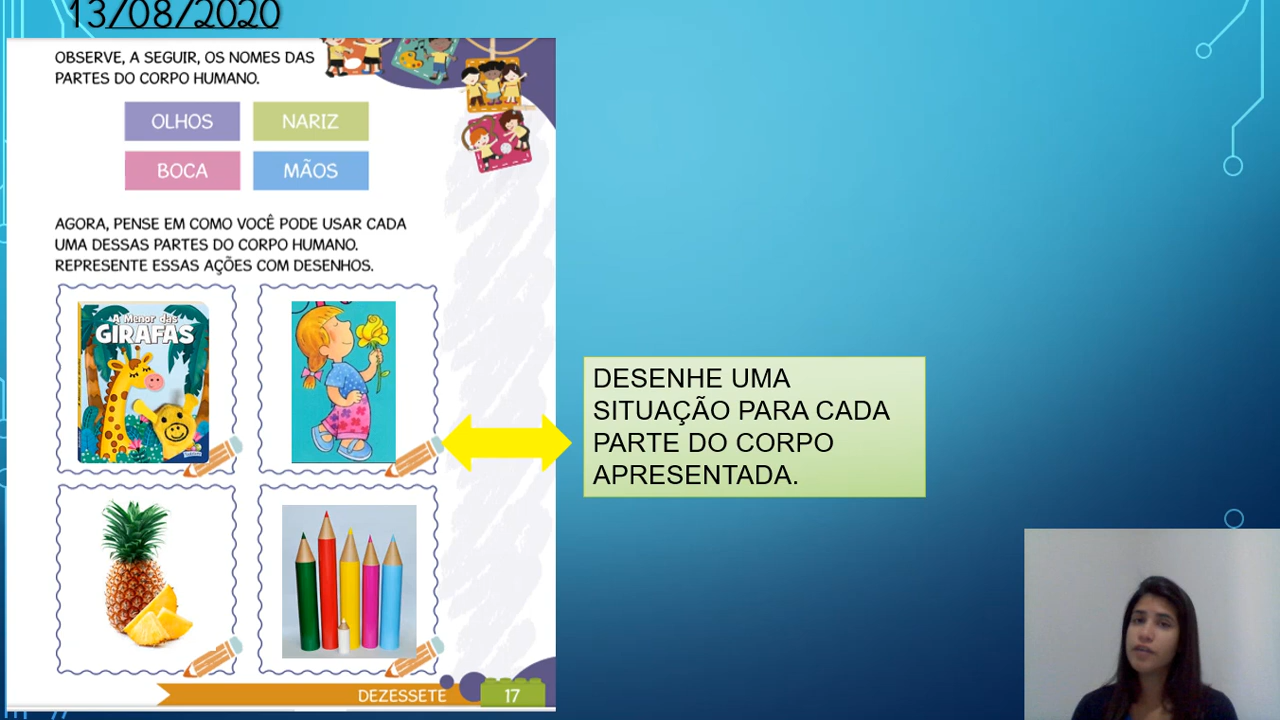 13/08/2020
OBSERVE, A SEGUIR, OS NOMES DAS
PARTES DO CORPO HUMANO.
OLHOS
NARIZ
BOCA
MÃOS
AGORA, PENSE EM COMO VOCÊ PODE USAR CADA
UMA DESSAS PARTES DO CORPO HUMANO.
REPRESENTE ESSAS AÇÕES COM DESENHOS.
A Menor das
GIRAFAS
DESENHE UMA
SITUAÇÃO PARA CADA
PARTE DO CORPO
APRESENTADA.
DEZESSETE
17